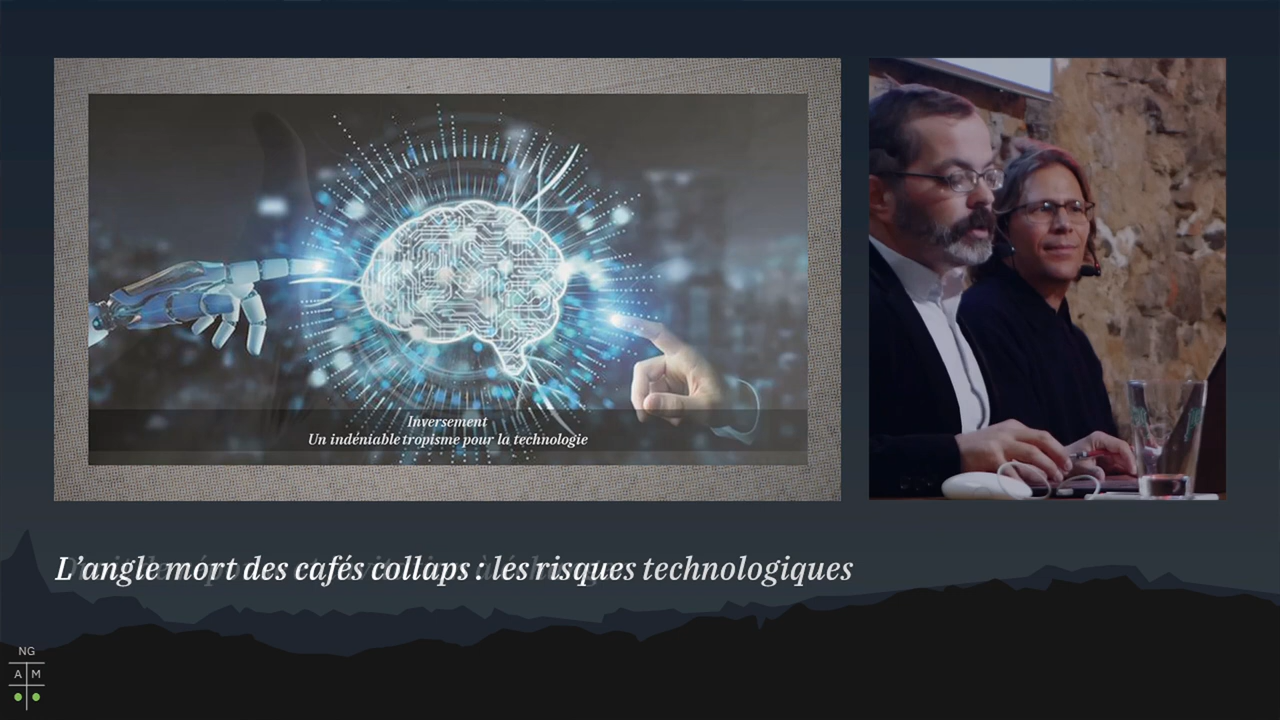 Inversement
Un indéniable tropisme pour la technologie
L’angle mort des cafés collaps : les risques technologiques
NG
A M